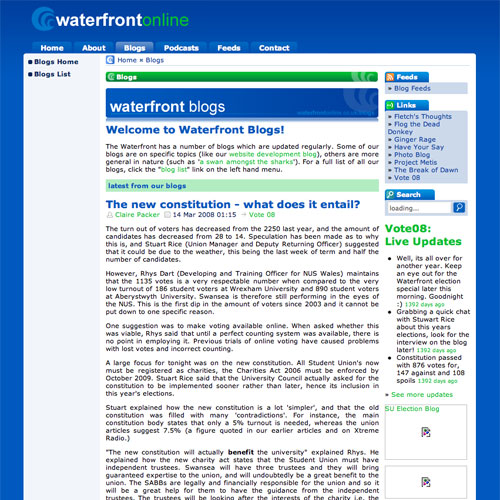 waterfrontonline
Home About Blogs Podcasts Feeds Contact
Blogs Home
Blogs List
Home » Blogs
Blogs
waterfront blogs
Welcome to Waterfront Blogs!
The Waterfront has a number of blogs which are updated regularly. Some of our
blogs are on specific topics (like our website development blog), others are more
general in nature (such as 'a swan amongst the sharks'). For a full list of all our
blogs, click the "blog list" link on the left hand menu.
latest from our blogs
The new constitution - what does it entail?
Claire Packer 14 Mar 2008 01:15 → Vote 08
The turn out of voters has decreased from the 2250 last year, and the amount of
candidates has decreased from 28 to 14. Speculation has been made as to why
this is, and Stuart Rice (Union Manager and Deputy Returning Officer) suggested
that it could be due to the weather, this being the last week of term and half the
number of candidates.
However, Rhys Dart (Developing and Training Officer for NUS Wales) maintains
that the 1135 votes is a very respectable number when compared to the very
low turnout of 186 student voters at Wrexham University and 890 student voters
at Aberystwyth University. Swansea is therefore still performing in the eyes of
the NUS. This is the first dip in the amount of voters since 2003 and it cannot be
put down to one specific reason.
One suggestion was to make voting available online. When asked whether this
was viable, Rhys said that until a perfect counting system was available, there is
no point in employing it. Previous trials of online voting have caused problems
with lost votes and incorrect counting.
A large focus for tonight was on the new constitution. All Student Union's now
must be registered as charities, the Charities Act 2006 must be enforced by
October 2009. Stuart Rice said that the University Council actually asked for the
constitution to be implemented sooner rather than later, hence its inclusion in
this year's elections.
Stuart explained how the new constitution is a lot 'simpler', and that the old
constitution was filled with many 'contradictions'. For instance, the main
constitution body states that only a 5% turnout is needed, whereas the union
articles suggest 7.5% (a figure quoted in our earlier articles and on Xtreme
Radio.)
"The new constitution will actually benefit the university" explained Rhys. He
explained how the new charity act states that the Student Union must have
independent trustees. Swansea will have three trustees and they will bring
guaranteed expertise to the union, and will undoubtedly be a great benefit to the
union. The SABBs are legally and financially responsible for the union and so it
will be a great help for them to have the guidance from the independent
trustees. The trustees will be looking after the interests of the charity i.e. the
Feeds
» Blog Feeds
Links
» Fletch's Thoughts
» Flog the Dead
Donkey
» Ginger Rage
» Have Your Say
» Photo Blog
» Project Metis
» The Break of Dawn
» Vote 08
Search
loading...
Vote08:
Live Updates
Well, its all over for
another year. Keep
an eye out for the
Waterfront election
special later this
morning. Goodnight
:) 1392 days ago
Grabbing a quick chat
with Stuwart Rice
about this years
elections, look for the
interview on the blog
later! 1392 days ago
Constitution passed
with 876 votes for,
147 against and 108
spoils 1392 days ago
» See more updates
SU Election Blog